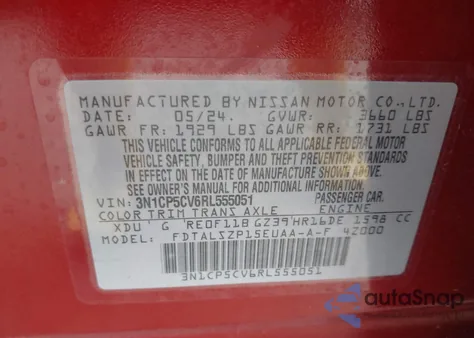 MANUFACTURED BY NISSAN MOTOR CO., LTD.
DATE: 05/24. GVWR: 3660 LBS
GAWR FR: 1929 LBS GAWR RR: 1731 LBS
THIS VEHICLE CONFORMS TO ALL APPLICABLE FEDERAL MOTOR
VEHICLE SAFETY, BUMPER AND THEFT PREVENTION STANDARDS
IN EFFECT ON THE DATE OF MANUFACTURE SHOWN ABOVE.
SEE OWNER'S MANUAL FOR ADDITIONAL INFORMATION.
VIN: 3N1CP5CV6RL555051 PASSENGER CAR.
COLOR TRIM TRANS AXLE ENGINE
XDU G RE0F11B GZ39 HR16DE 1598 CC
MODEL: FDTALSZP15EUAA-A-F 4Z000
3N1CP5CV6RL555051
autoSnap